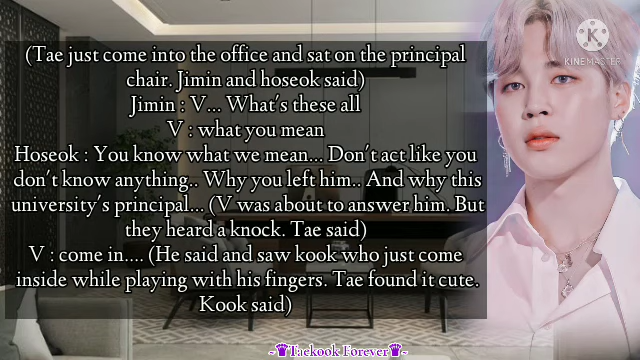 (Tae just come into the office and sat on the principal
chair. Jimin and hoseok said)
Jimin : V... What's these all
V : what you mean
Hoseok : You know what we mean... Don't act like you
don't know anything.. Why you left him.. And why this
university's principal... (V was about to answer him. But
they heard a knock. Tae said)
V : come in.... (He said and saw kook who just come
inside while playing with his fingers. Tae found it cute.
Kook said)
K
KINEMASTER
~♛Taekook Forever♛~